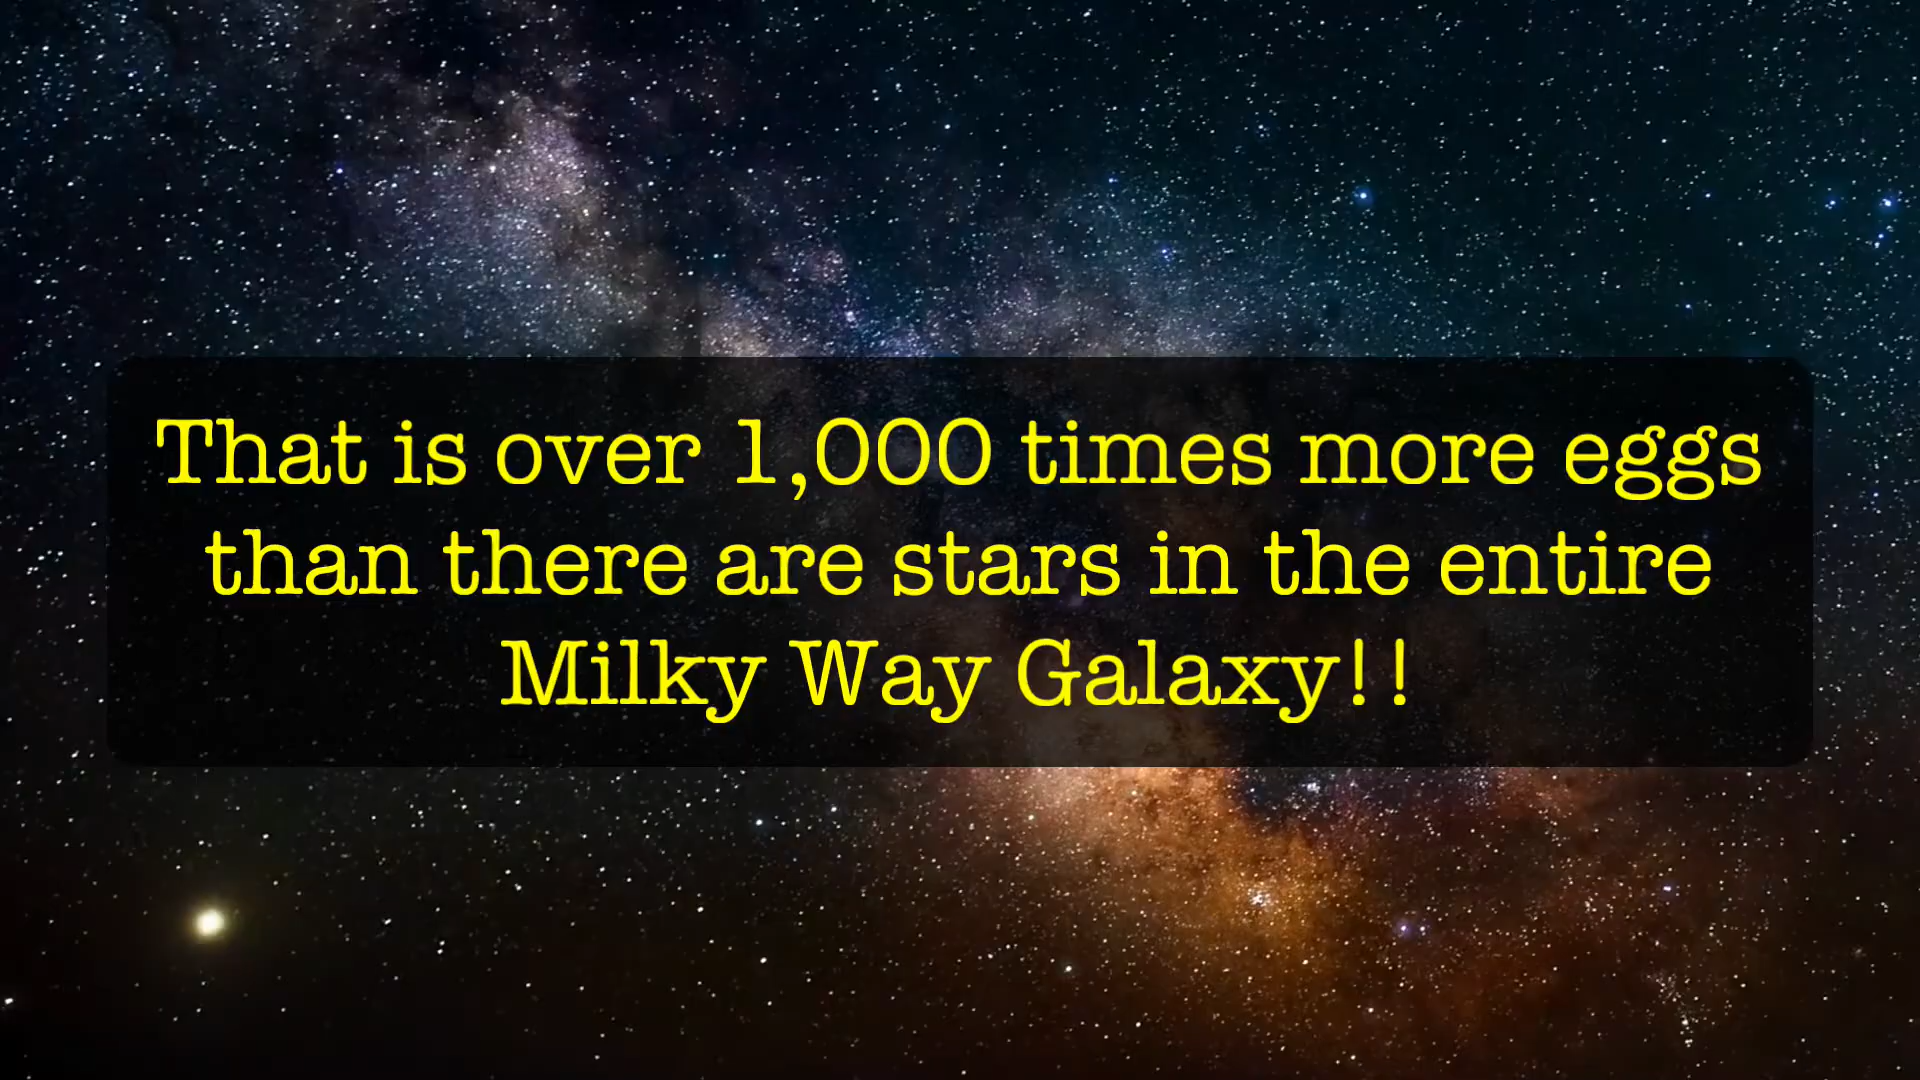 That is over 1,000 times more eggs
than there are stars in the entire
Milky Way Galaxy!!